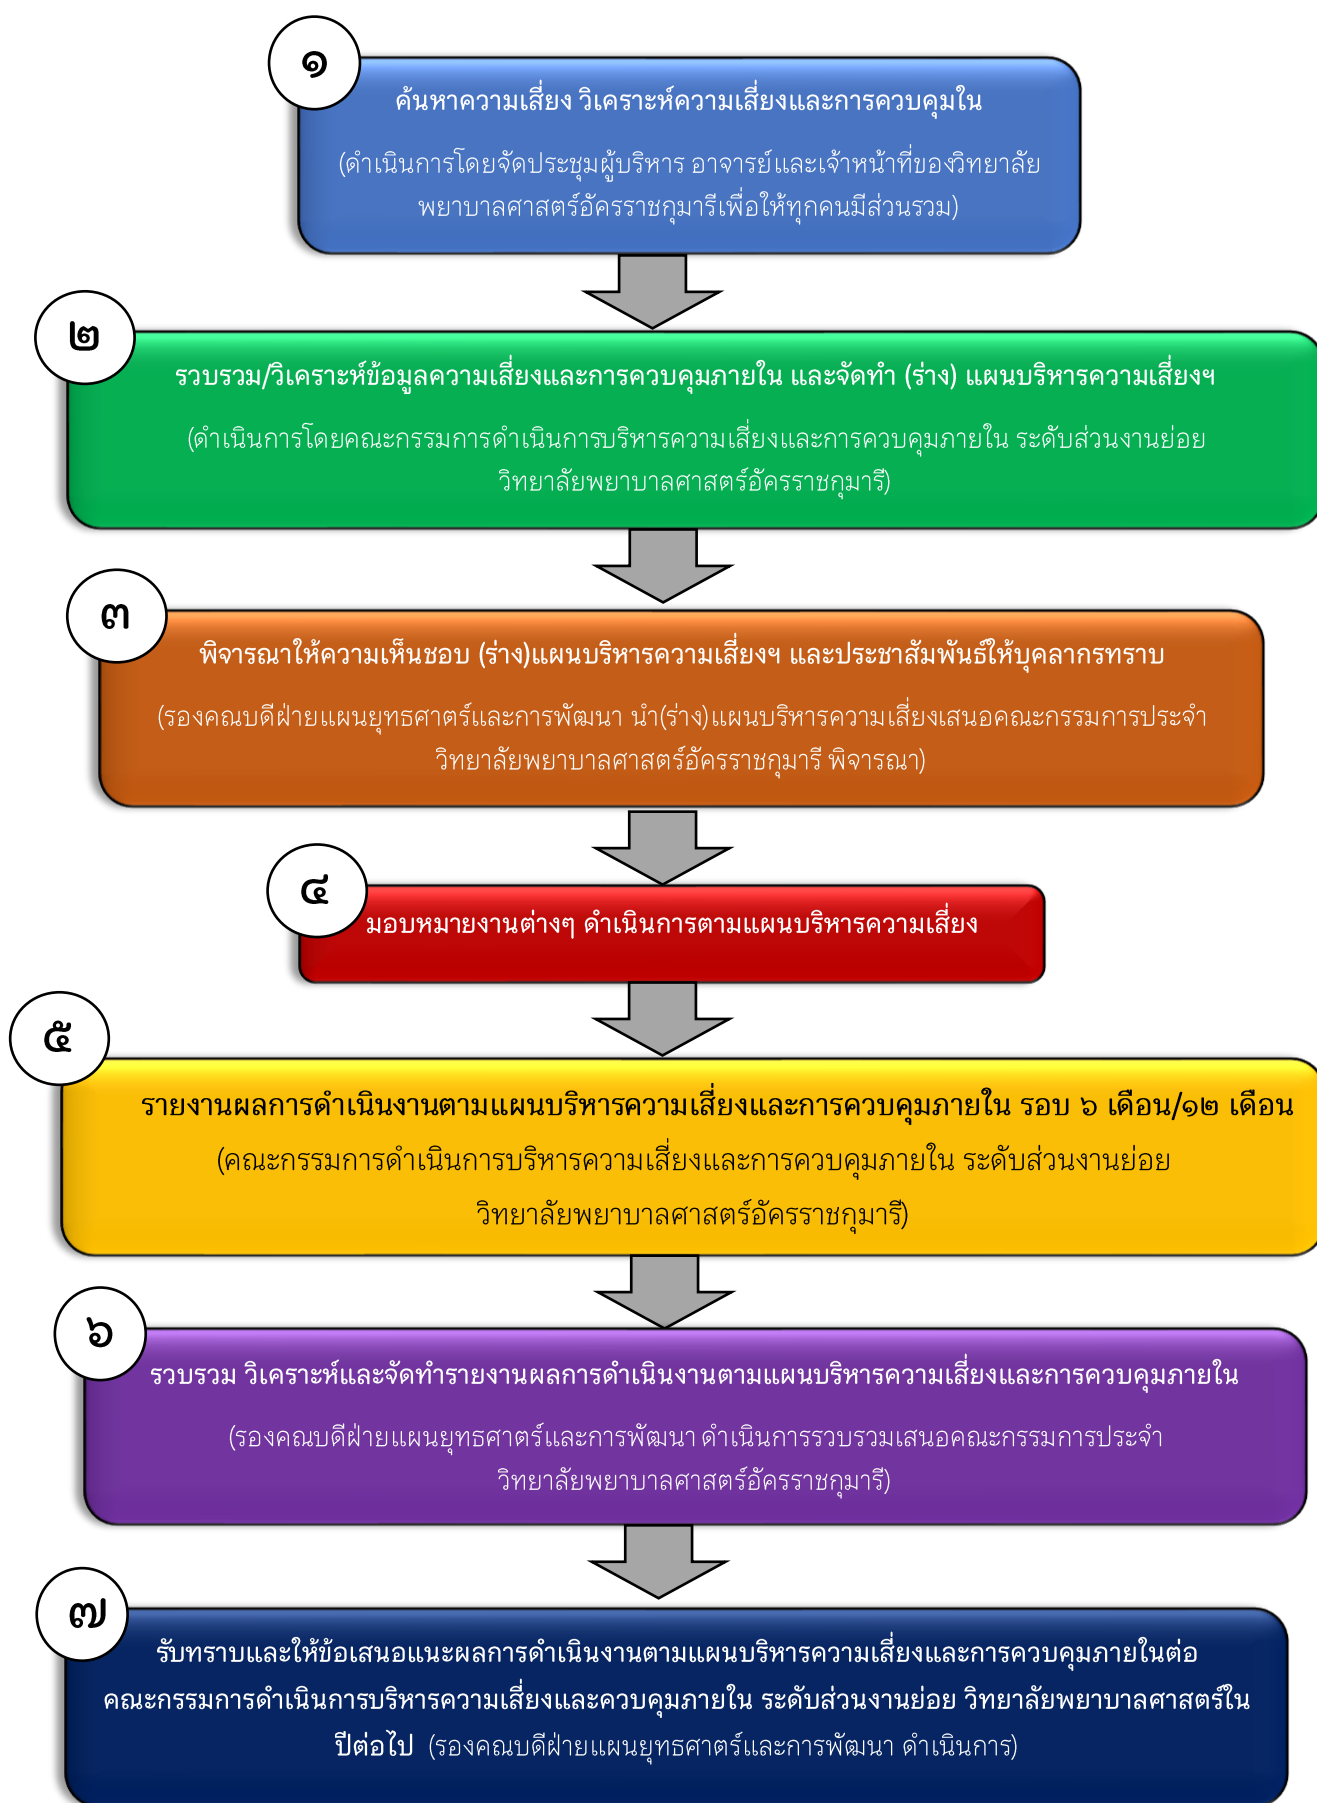 ๑
ค้นหาความเสี่ยง วิเคราะห์ความเสี่ยงและการควบคุมใน
(ดำเนินการโดยจัดประชุมผู้บริหาร อาจารย์และเจ้าหน้าที่ของวิทยาลัย
พยาบาลศาสตร์อัครราชกุมารีเพื่อให้ทุกคนมีส่วนรวม)
๒
รวบรวม/วิเคราะห์ข้อมูลความเสี่ยงและการควบคุมภายใน และจัดทำ (ร่าง) แผนบริหารความเสี่ยงฯ
(ดำเนินการโดยคณะกรรมการดำเนินการบริหารความเสี่ยงและการควบคุมภายใน ระดับส่วนงานย่อย
วิทยาลัยพยาบาลศาสตร์อัครราชกุมารี)
๓
พิจารณาให้ความเห็นชอบ (ร่าง)แผนบริหารความเสี่ยงฯ และประชาสัมพันธ์ให้บุคลากรทราบ
(รองคณบดีฝ่ายแผนยุทธศาตร์และการพัฒนา นำ(ร่าง)แผนบริหารความเสี่ยงเสนอคณะกรรมการประจำ
วิทยาลัยพยาบาลศาสตร์อัครราชกุมารี พิจารณา)
๔
มอบหมายงานต่างๆ ดำเนินการตามแผนบริหารความเสี่ยง
๕
รายงานผลการดำเนินงานตามแผนบริหารความเสี่ยงและการควบคุมภายใน รอบ ๖ เดือน/๑๒ เดือน
(คณะกรรมการดำเนินการบริหารความเสี่ยงและการควบคุมภายใน ระดับส่วนงานย่อย
วิทยาลัยพยาบาลศาสตร์อัครราชกุมารี)
๖
รวบรวม วิเคราะห์และจัดทำรายงานผลการดำเนินงานตามแผนบริหารความเสี่ยงและการควบคุมภายใน
(รองคณบดีฝ่ายแผนยุทธศาตร์และการพัฒนา ดำเนินการรวบรวมเสนอคณะกรรมการประจำ
วิทยาลัยพยาบาลศาสตร์อัครราชกุมารี)
๗
รับทราบและให้ข้อเสนอแนะผลการดำเนินงานตามแผนบริหารความเสี่ยงและการควบคุมภายในต่อ
คณะกรรมการดำเนินการบริหารความเสี่ยงและควบคุมภายใน ระดับส่วนงานย่อย วิทยาลัยพยาบาลศาสตร์ใน
ปีต่อไป (รองคณบดีฝ่ายแผนยุทธศาตร์และการพัฒนา ดำเนินการ)